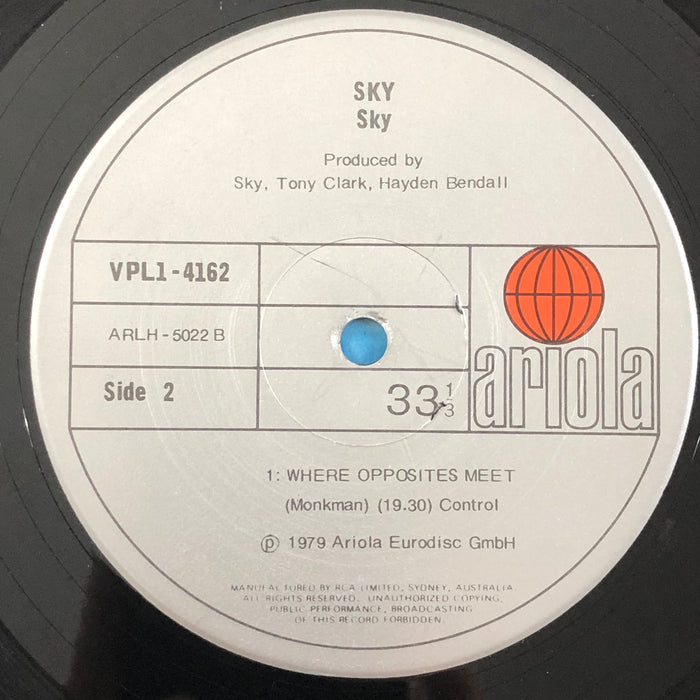 SKY
Sky
Produced by
Sky, Tony Clark, Hayden Bendall
VPL1-4162
ARLH-5022 B
Side 2
33 1/3
ariola
1: WHERE OPPOSITES MEET
(Monkman) (19.30) Control
℗ 1979 Ariola Eurodisc GmbH
MANUFACTURED BY RCA LIMITED, SYDNEY, AUSTRALIA.
ALL RIGHTS RESERVED. UNAUTHORIZED COPYING,
PUBLIC PERFORMANCE, BROADCASTING
OF THIS RECORD FORBIDDEN.